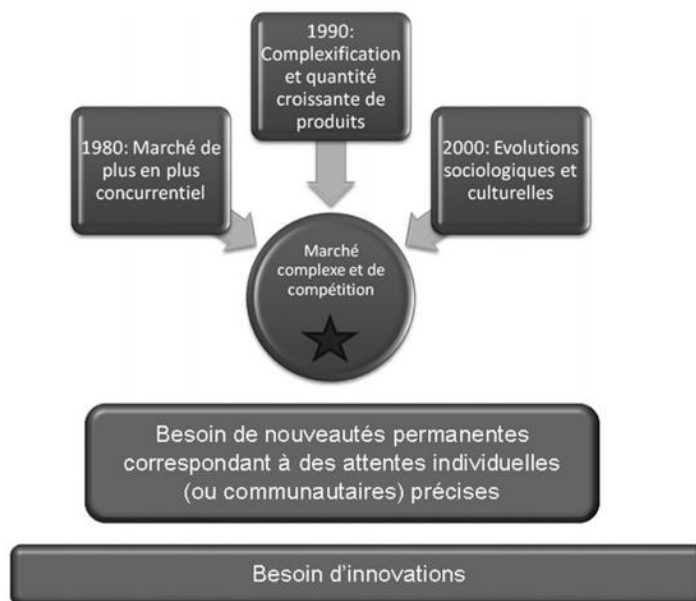 1990:
Complexification
et quantité
croissante de
produits
1980: Marché de
plus en plus
concurrentiel
2000: Evolutions
sociologiques et
culturelles
Marché
complexe et de
compétition
Besoin de nouveautés permanentes
correspondant à des attentes individuelles
(ou communautaires) précises
Besoin d'innovations